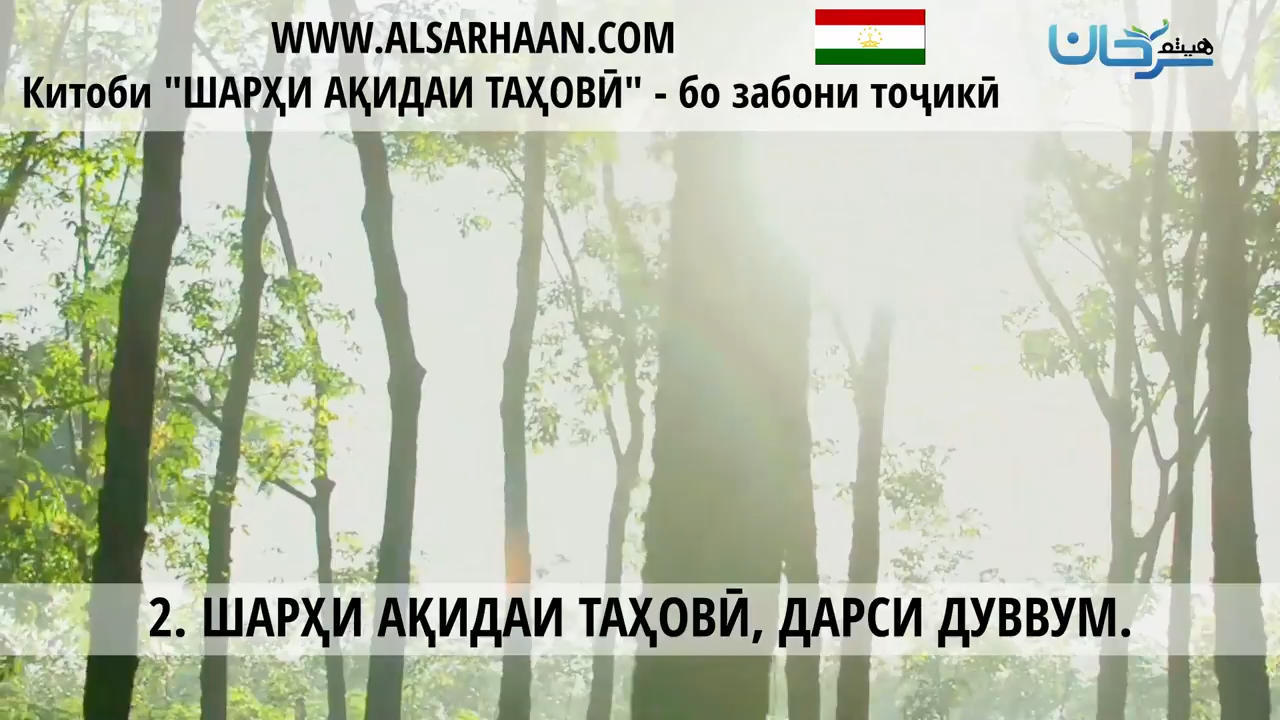 WWW.ALSARHAAN.COM
Китоби "ШАРҲИ АҚИДАИ ТАҲОВӢ" - бо забони тоҷикӣ
هيثم
سرحان
2. ШАРҲИ АҚИДАИ ТАҲОВӢ, ДАРСИ ДУВВУМ.